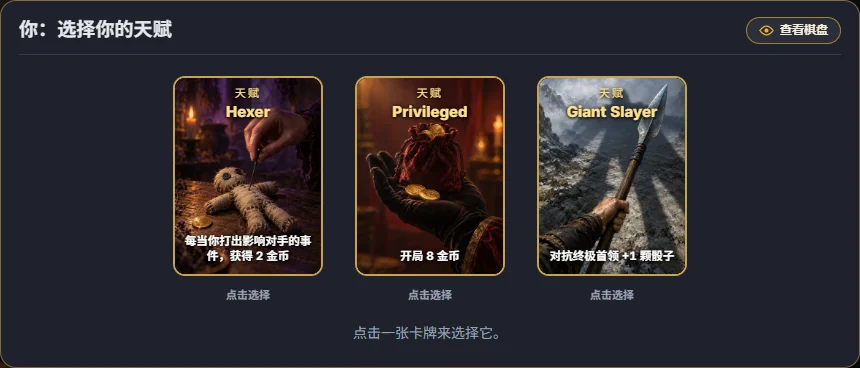 你：选择你的天赋
查看棋盘
天赋
Hexer
每当你打出影响对手的事
件，获得 2 金币
点击选择
天赋
Privileged
开局 8 金币
点击选择
天赋
Giant Slayer
对抗终极首领 +1 颗骰子
点击选择
点击一张卡牌来选择它。